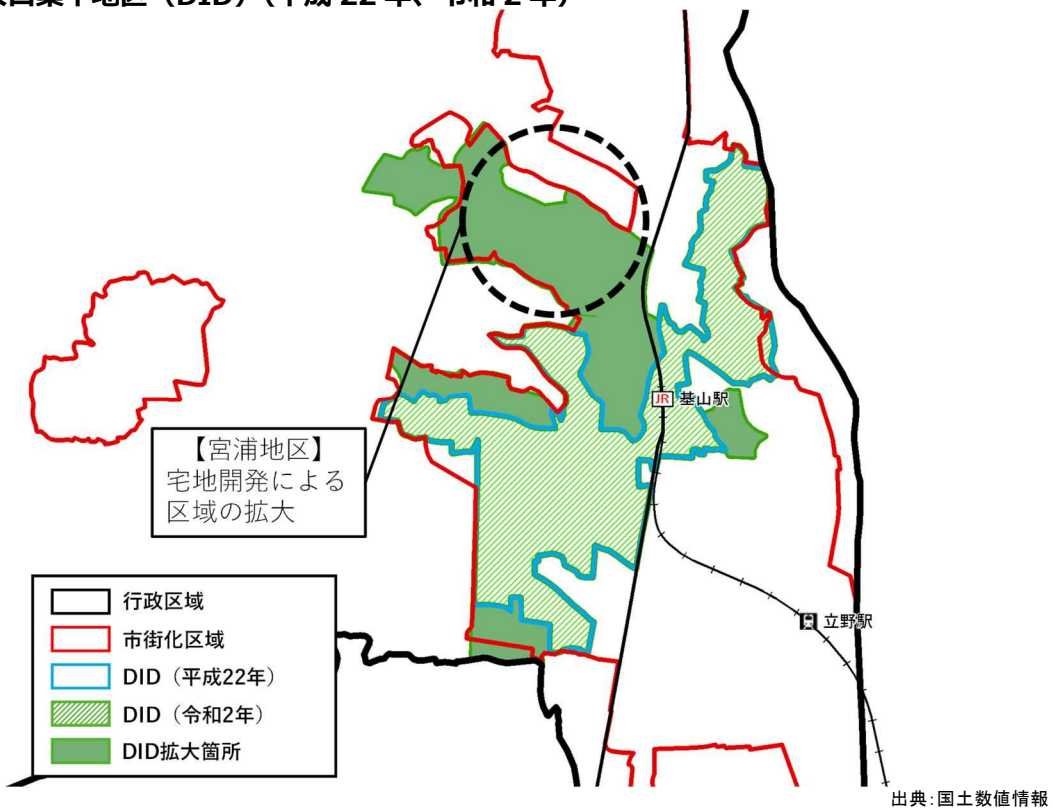 口集中地区（DID）（平成 22 年、令和 2 年）
JR 基山駅
【宮浦地区】
宅地開発による
区域の拡大
行政区域
市街化区域
DID（平成22年）
DID（令和2年）
DID拡大箇所
立野駅
出典：国土数値情報